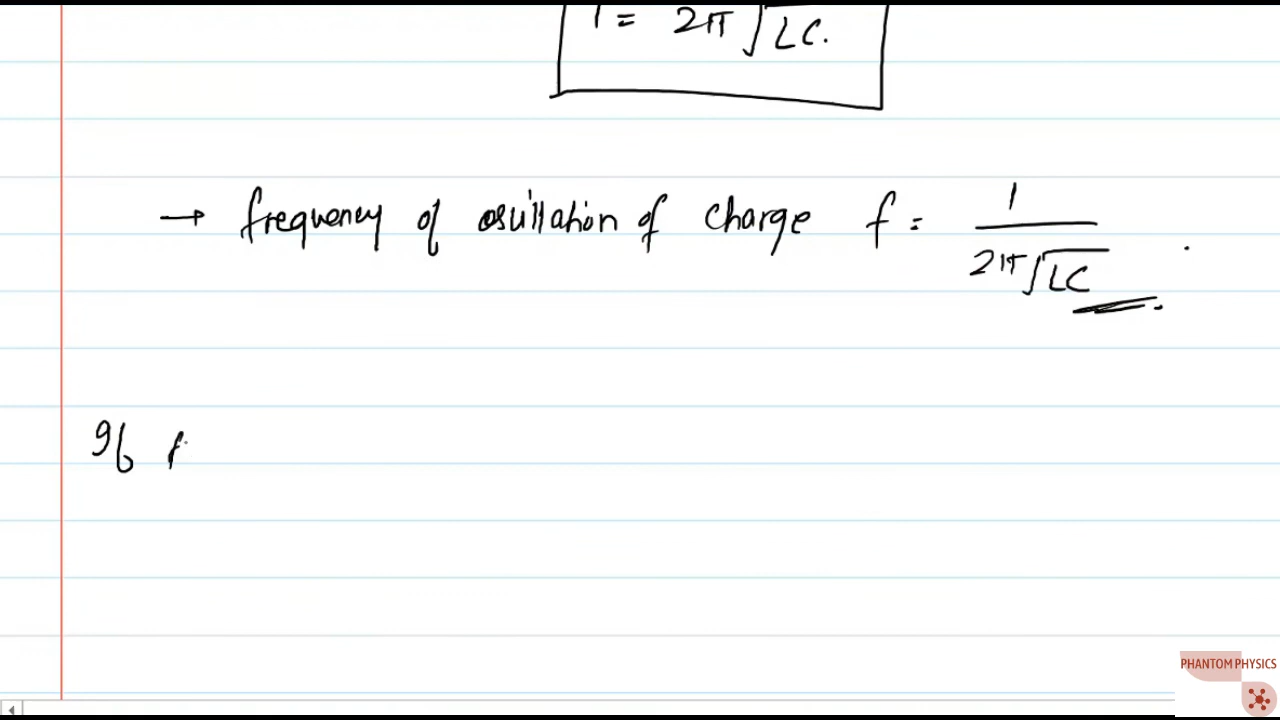 T = 2π√LC.
→ frequency of oscillation of charge f = 1/2π√LC.
If
PHANTOM PHYSICS